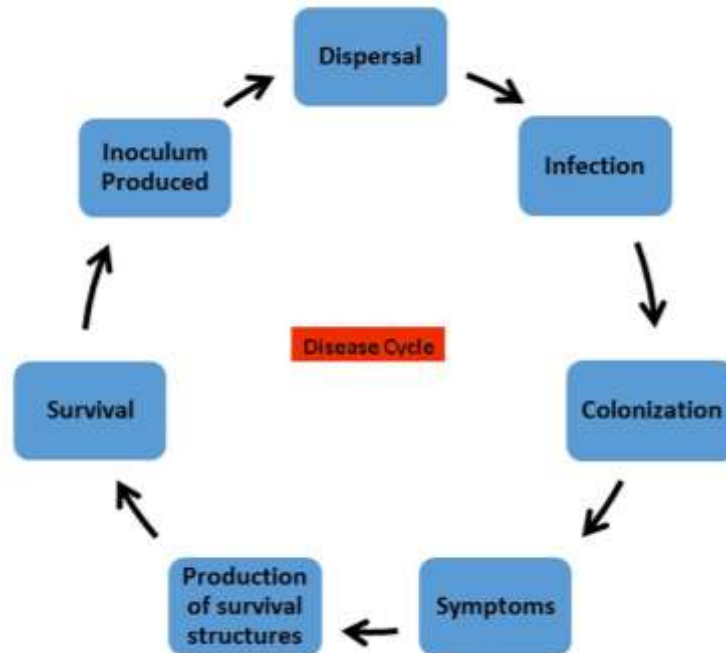 Dispersal
Infection
Colonization
Symptoms
Production
of survival
structures
Survival
Inoculum
Produced
Disease Cycle